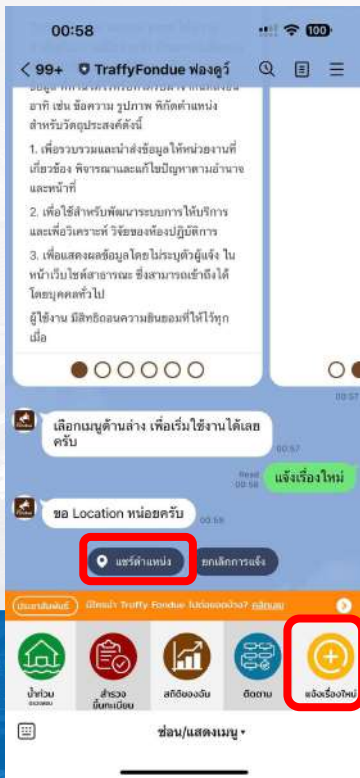 00:58
100
< 99+ TraffyFondue ฟองดูว์
อาทิ เช่น ข้อความ รูปภาพ พิกัดตำแหน่ง
สำหรับวัตถุประสงค์ดังนี้
1. เพื่อรวบรวมและนำส่งข้อมูลให้หน่วยงานที่
เกี่ยวข้อง พิจารณาและแก้ไขปัญหาตามอำนาจ
และหน้าที่
2. เพื่อใช้สำหรับพัฒนาระบบการให้บริการ
และเพื่อวิเคราะห์ วิจัยของห้องปฏิบัติการ
3. เพื่อแสดงผลข้อมูลโดยไม่ระบุตัวผู้แจ้ง ใน
หน้าเว็บไซต์สาธารณะ ซึ่งสามารถเข้าถึงได้
โดยบุคคลทั่วไป
ผู้ใช้งาน มีสิทธิถอนความยินยอมที่ให้ไว้ทุก
เมื่อ
00:57
เลือกเมนูด้านล่าง เพื่อเริ่มใช้งานได้เลย
ครับ
00:57
Read
00:58
แจ้งเรื่องใหม่
ขอ Location หน่อยครับ
00:58
แชร์ตำแหน่ง
ยกเลิกการแจ้ง
ประชาสัมพันธ์
มีใครนำ Traffy Fondue ไปต่อยอดบ้าง? คลิกเลย
น้ำท่วม
สำรวจ
ขึ้นทะเบียน
สถิติของฉัน
ติดตาม
แจ้งเรื่องใหม่
ซ่อน/แสดงเมนู